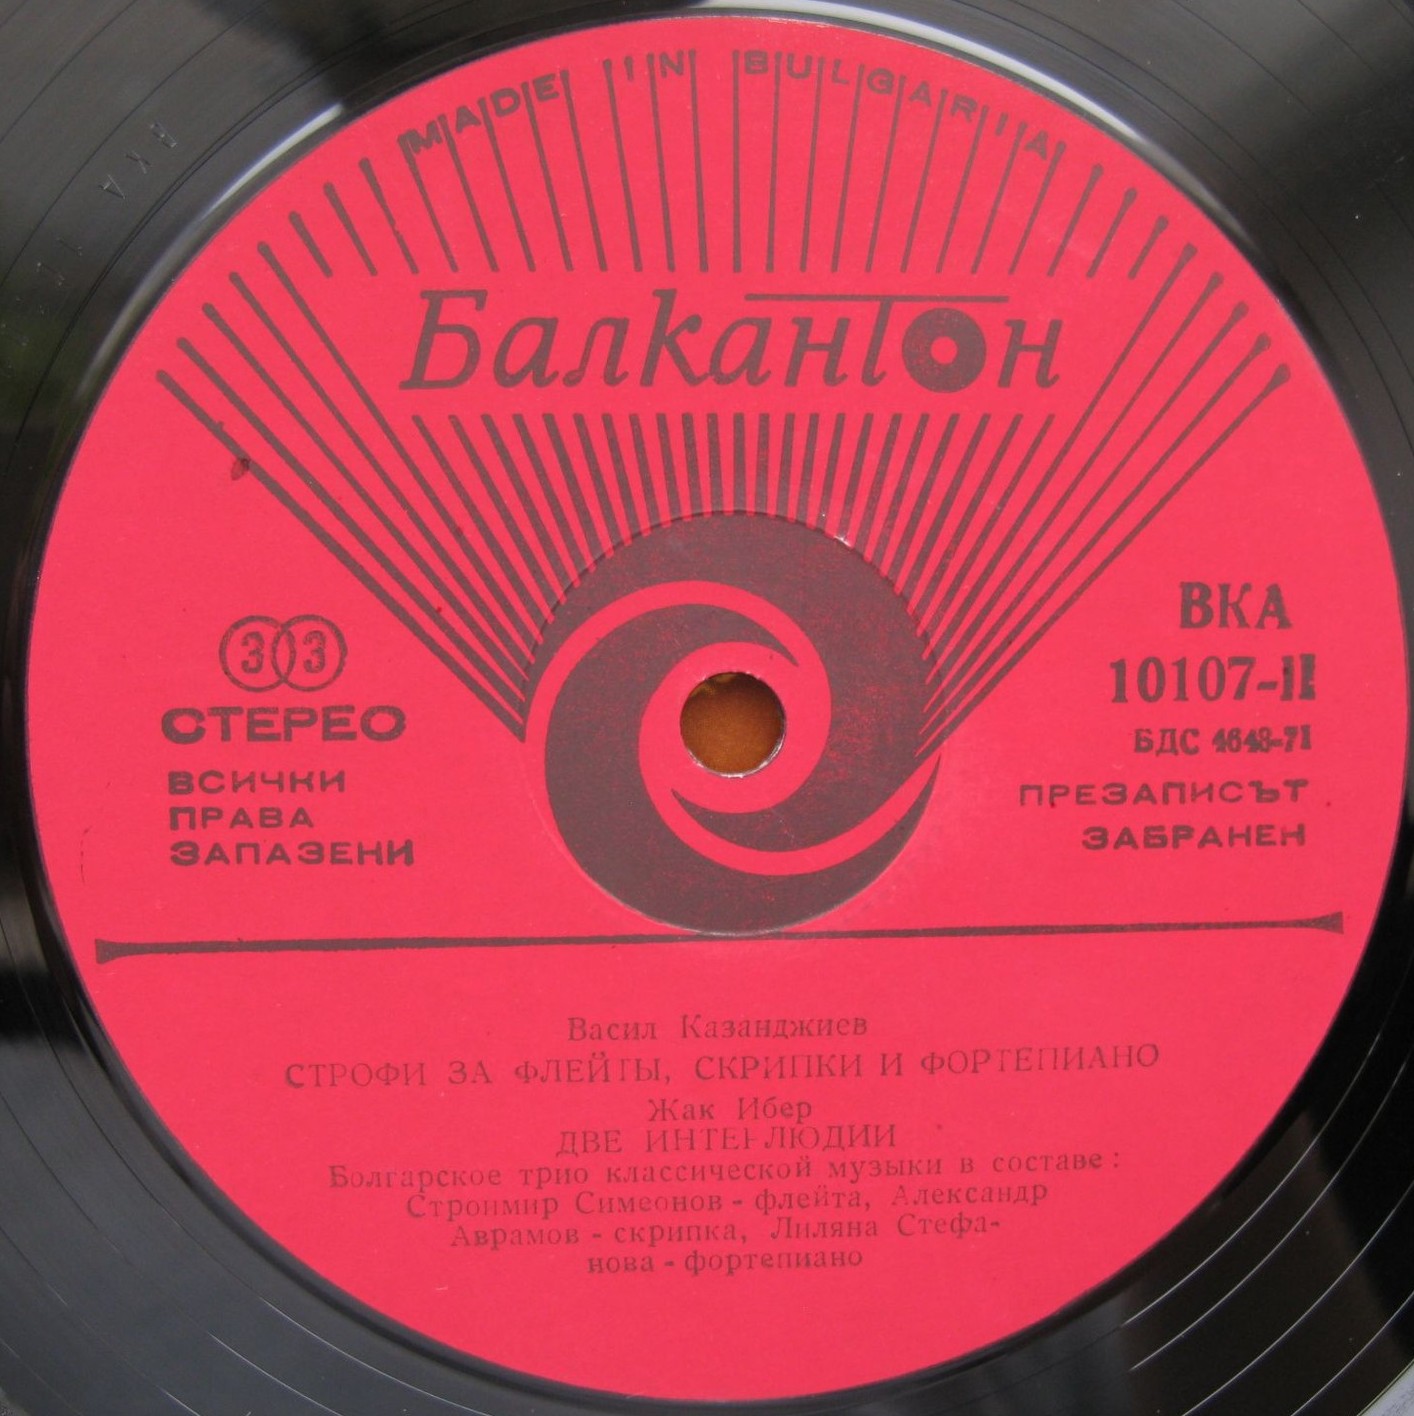 MADE IN BULGARIA
Балкантон
33
СТЕРЕО
ВСИЧКИ
ПРАВА
ЗАПАЗЕНИ
ВКА
10107-II
БДС 4648-71
ПРЕЗАПИСЪТ
ЗАБРАНЕН
Васил Казанджиев
СТРОФИ ЗА ФЛЕЙТЫ, СКРИПКИ И ФОРТЕПИАНО
Жак Ибер
ДВЕ ИНТЕРЛЮДИИ
Болгарское трио классической музыки в составе:
Строимир Симеонов - флейта, Александр
Аврамов - скрипка, Лиляна Стефа-
нова - фортепиано